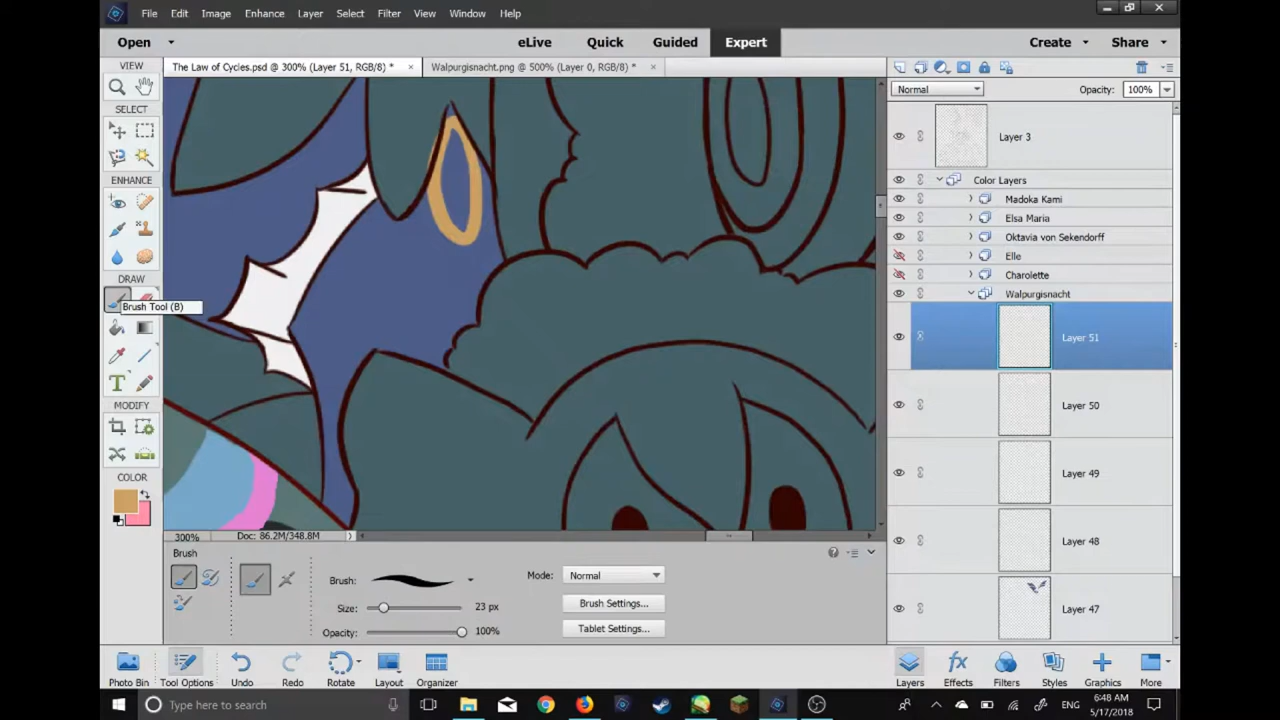 File Edit Image Enhance Layer Select Filter View Window Help
Open eLive Quick Guided Expert Create Share
VIEW The Law of Cycles.psd @ 300% (Layer 51, RGB/8) * × Walpurgisnacht.png @ 500% (Layer 0, RGB/8) * ×
Normal Opacity: 100%
SELECT
Layer 3
ENHANCE
Color Layers
Madoka Kami
Elsa Maria
Oktavia von Sekendorff
Elle
Charolette
Walpurgisnacht
DRAW
Brush Tool (B)
Layer 51
MODIFY
Layer 50
COLOR
Layer 49
300% Doc: 86.2M/348.8M
Layer 48
Brush
Brush: Mode: Normal
Size: 23 px Brush Settings...
Opacity: 100% Tablet Settings...
Layer 47
Photo Bin Tool Options Undo Redo Rotate Layout Organizer Layers Effects Filters Styles Graphics More
Type here to search ENG 6:48 AM
5/17/2018